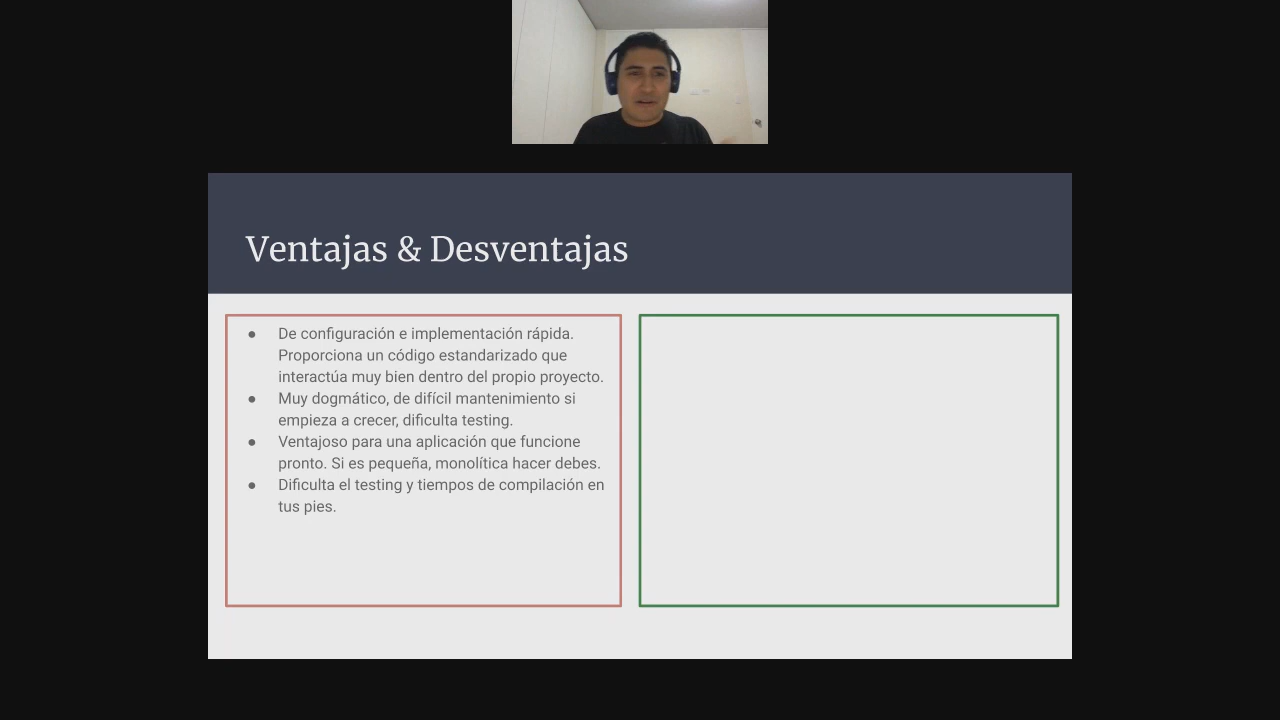 Ventajas & Desventajas
● De configuración e implementación rápida.
Proporciona un código estandarizado que
interactúa muy bien dentro del propio proyecto.
● Muy dogmático, de difícil mantenimiento si
empieza a crecer, dificulta testing.
● Ventajoso para una aplicación que funcione
pronto. Si es pequeña, monolítica hacer debes.
● Dificulta el testing y tiempos de compilación en
tus pies.